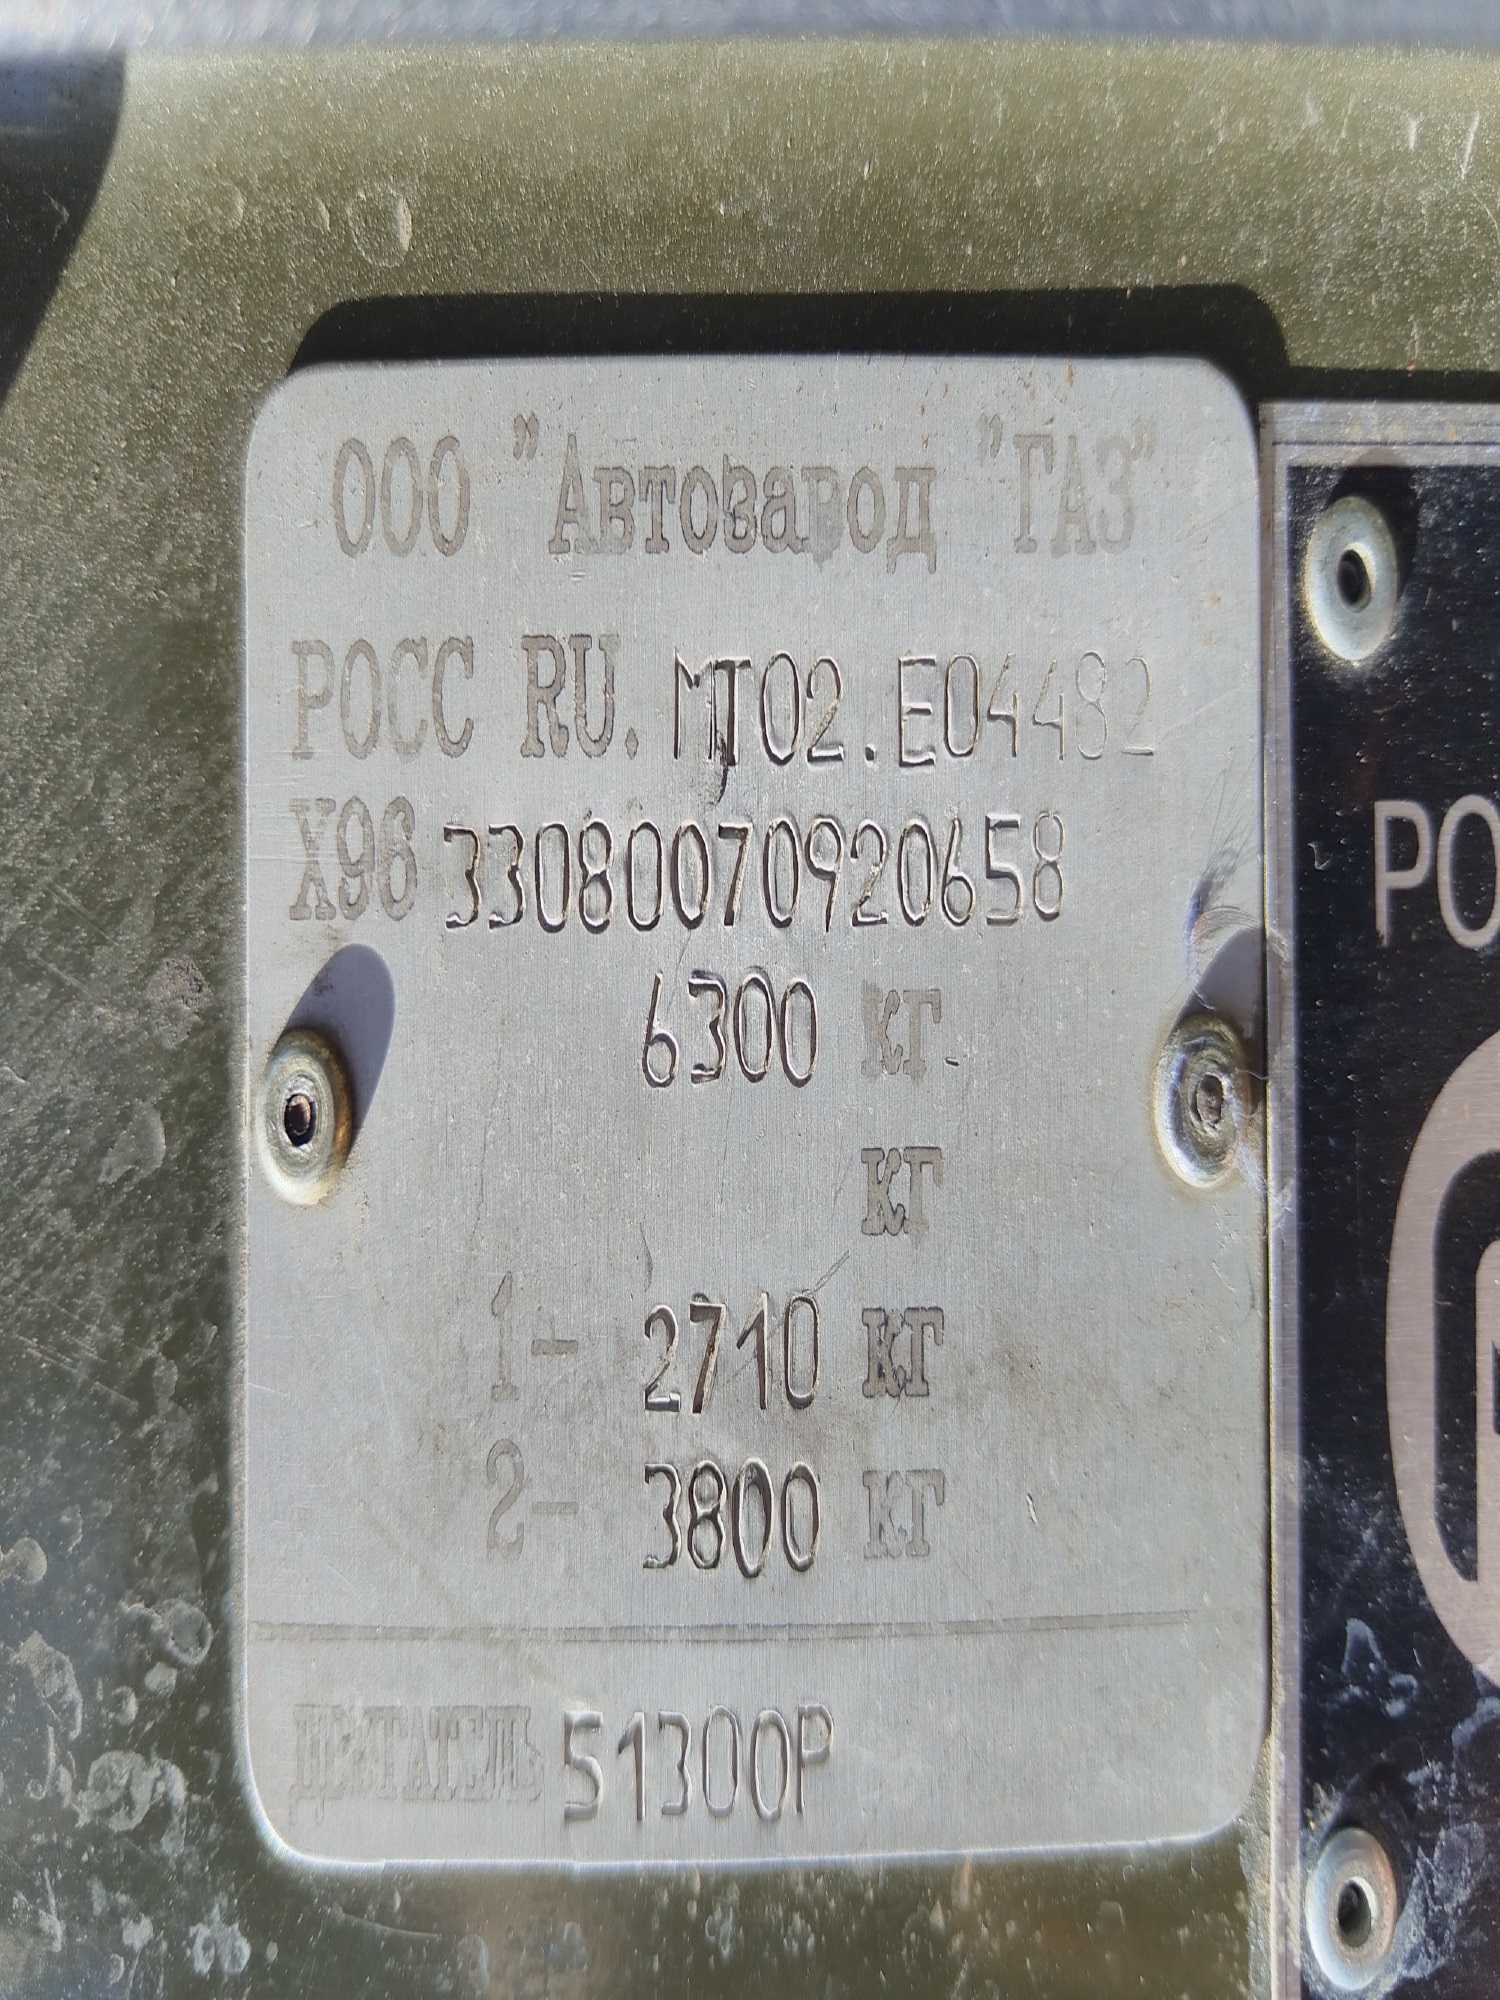 ООО "Автозавод "ГАЗ"
РОСС RU. МТ02.Е04482
X96 33080070920658
6300 кг
кг
1- 2710 кг
2- 3800 кг
ДВИГАТЕЛЬ 51300Р
РО